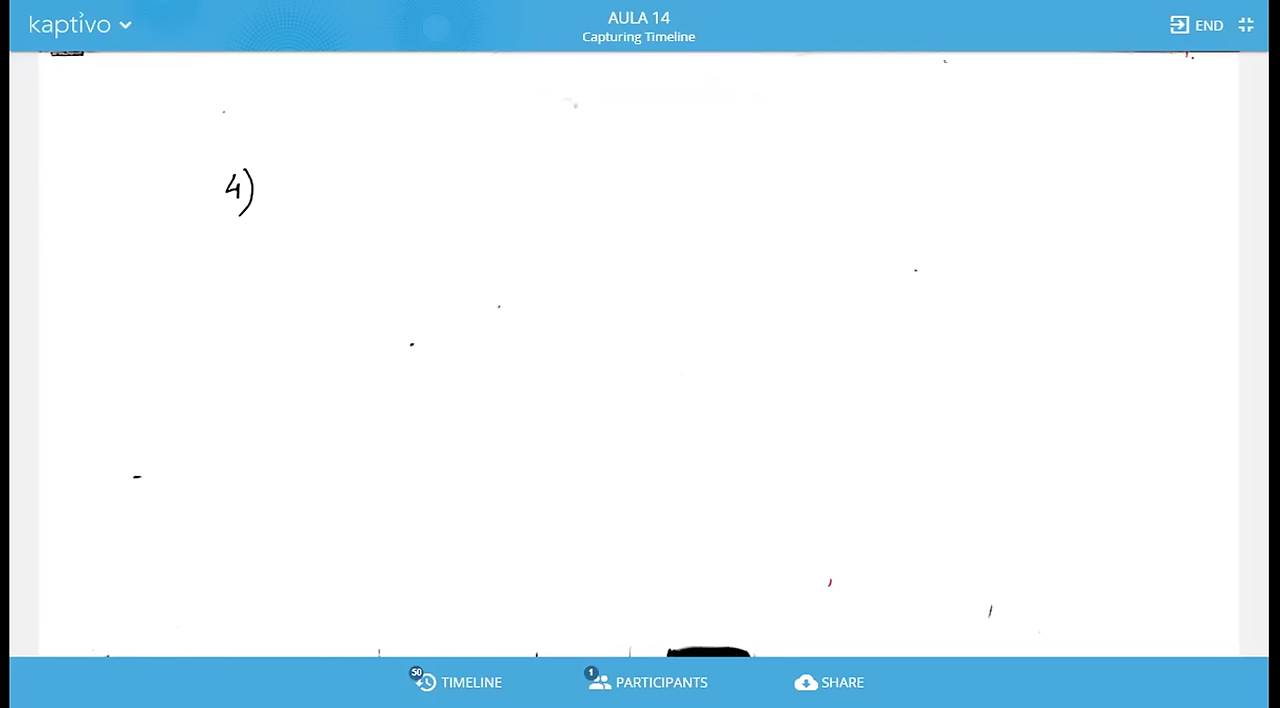 kaptivo
AULA 14
Capturing Timeline
END
4)
50
TIMELINE
1
PARTICIPANTS
SHARE